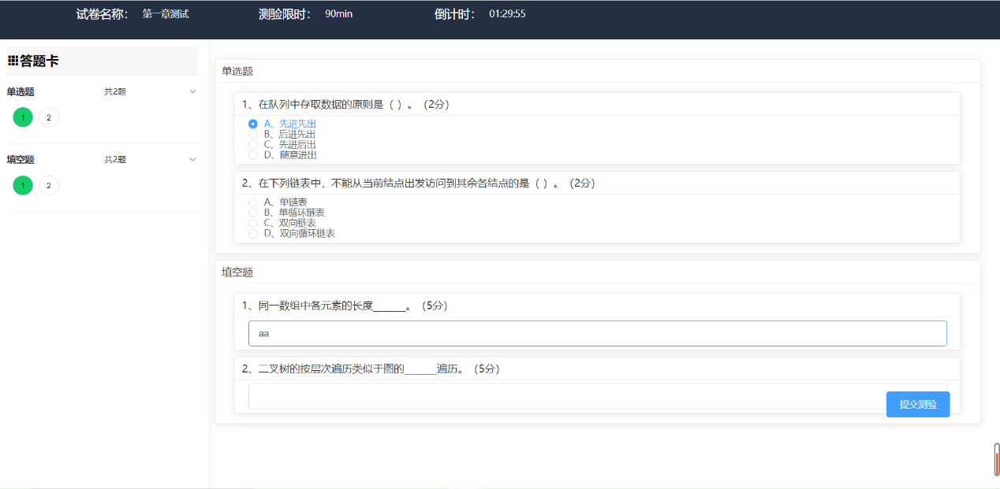 试卷名称： 第一章测试 测验限时： 90min 倒计时： 01:29:55
答题卡
单选题 共2题
1 2
填空题 共2题
1 2
单选题
1、在队列中存取数据的原则是（ ）。（2分）
A、先进先出
B、后进先出
C、先进后出
D、随意进出
2、在下列链表中，不能从当前结点出发访问到其余各结点的是（ ）。（2分）
A、单链表
B、单循环链表
C、双向链表
D、双向循环链表
填空题
1、同一数组中各元素的长度______。（5分）
aa
2、二叉树的按层次遍历类似于图的______遍历。（5分）
提交测验